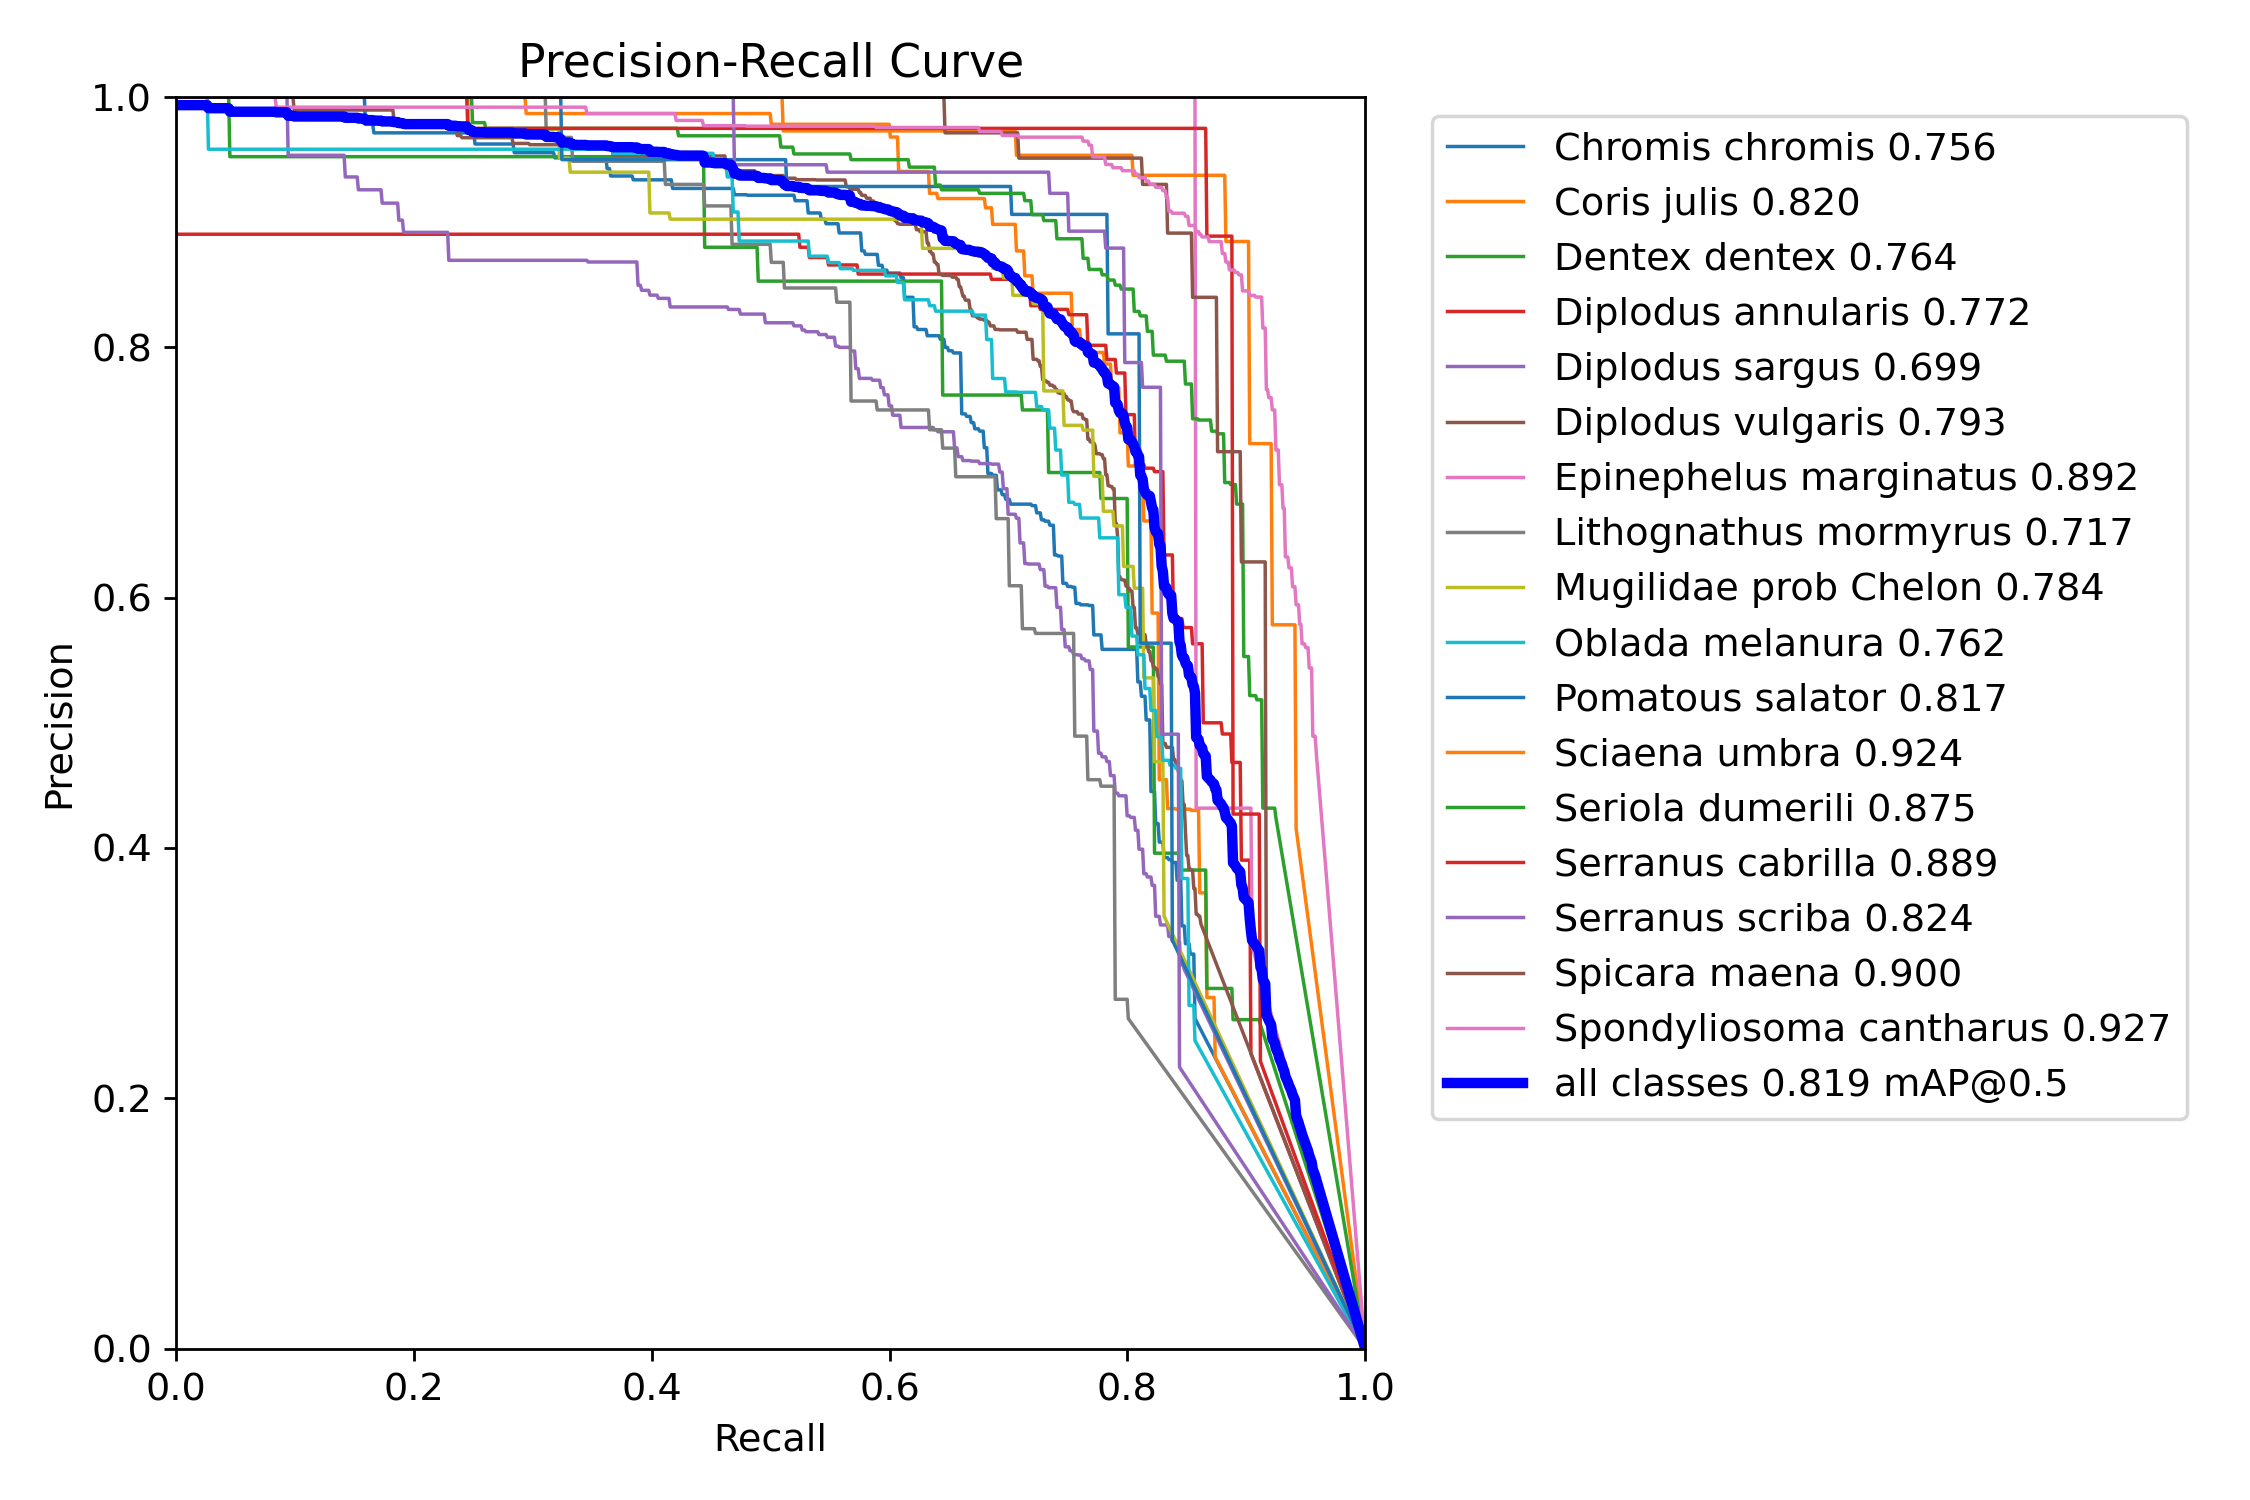 Precision-Recall Curve
1.0
0.8
0.6
0.4
0.2
0.0
Precision
0.0 0.2 0.4 0.6 0.8 1.0
Recall
Chromis chromis 0.756
Coris julis 0.820
Dentex dentex 0.764
Diplodus annularis 0.772
Diplodus sargus 0.699
Diplodus vulgaris 0.793
Epinephelus marginatus 0.892
Lithognathus mormyrus 0.717
Mugilidae prob Chelon 0.784
Oblada melanura 0.762
Pomatous salator 0.817
Sciaena umbra 0.924
Seriola dumerili 0.875
Serranus cabrilla 0.889
Serranus scriba 0.824
Spicara maena 0.900
Spondyliosoma cantharus 0.927
all classes 0.819 mAP@0.5